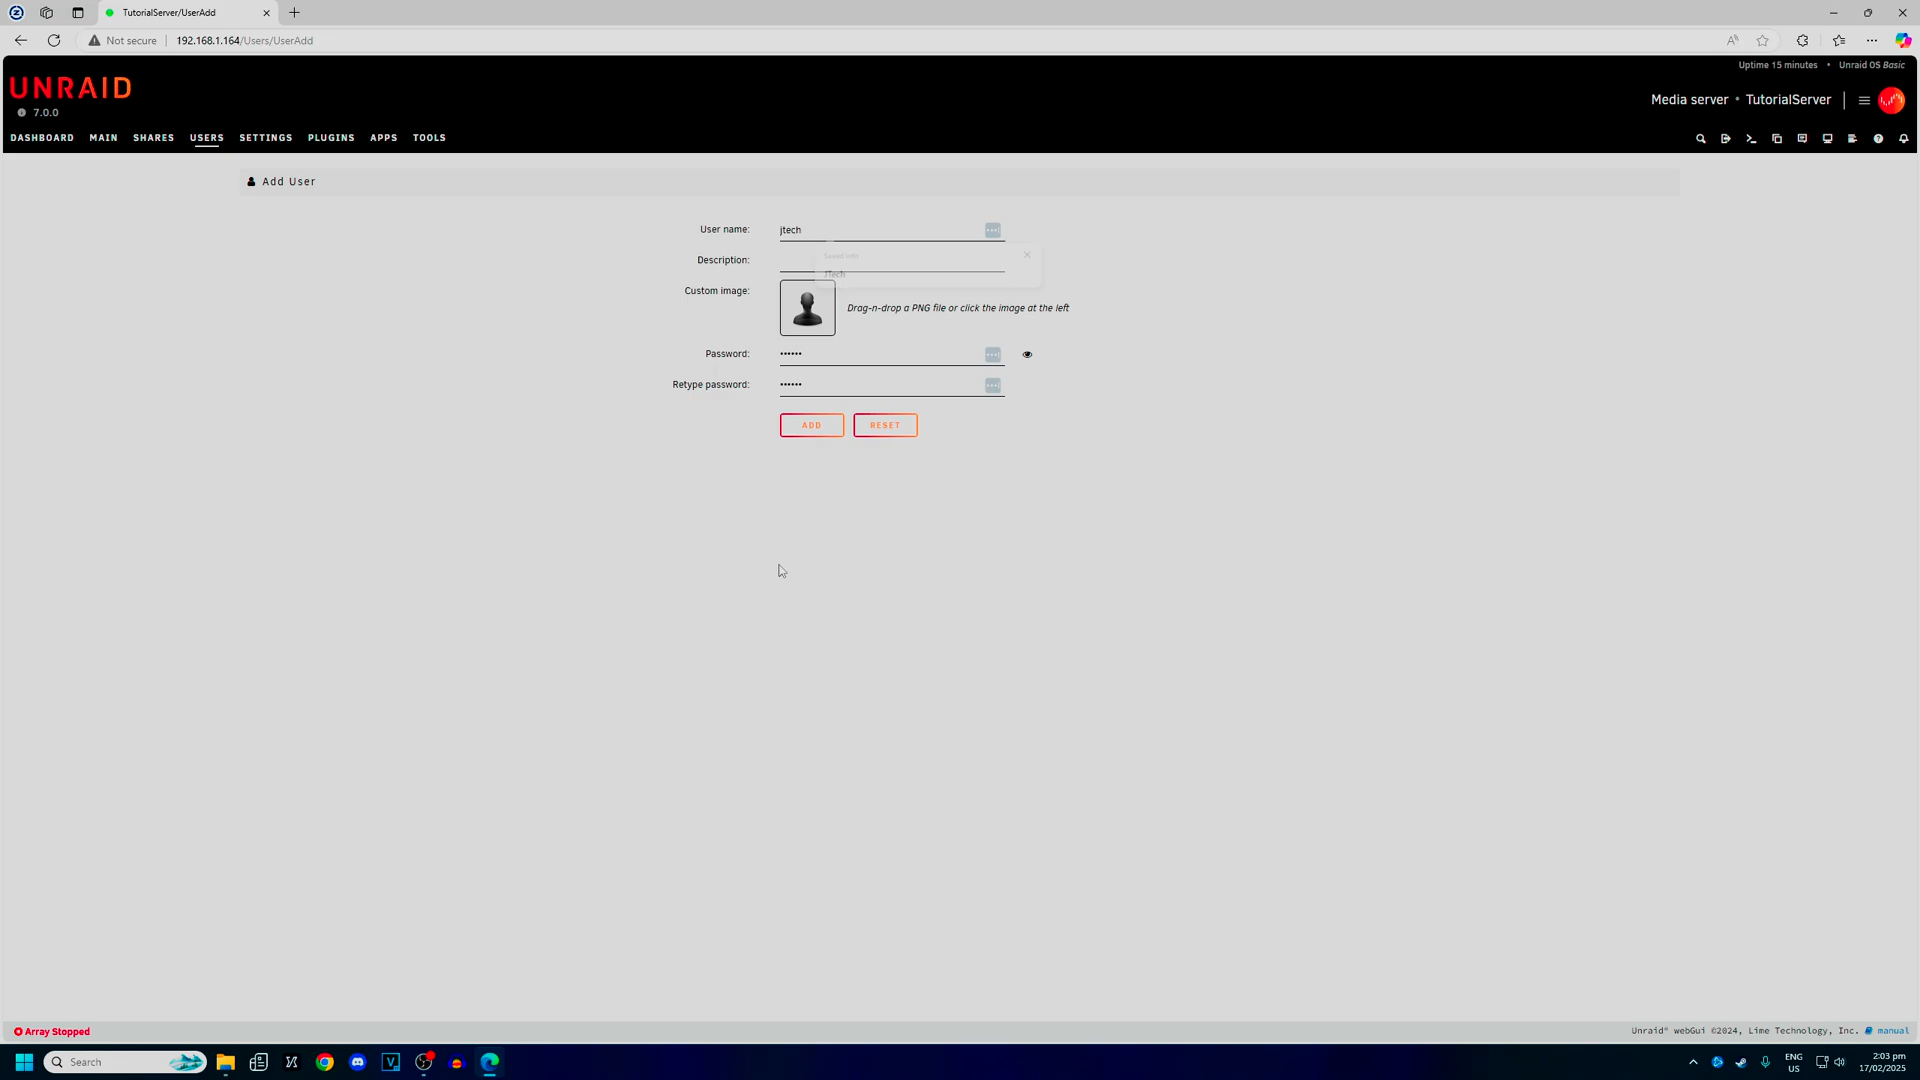 TutorialServer/UserAdd
Not secure
192.168.1.164/Users/UserAdd
Uptime 15 minutes • Unraid OS Basic
UNRAID
7.0.0
Media server • TutorialServer
DASHBOARD MAIN SHARES USERS SETTINGS PLUGINS APPS TOOLS
Add User
User name: jtech
Saved info
Description:
JTech
Custom image:
Drag-n-drop a PNG file or click the image at the left
Password: ••••••
Retype password: ••••••
ADD RESET
Array Stopped
Unraid® webGui ©2024, Lime Technology, Inc. manual
Search
ENG
US
2:03 pm
17/02/2025